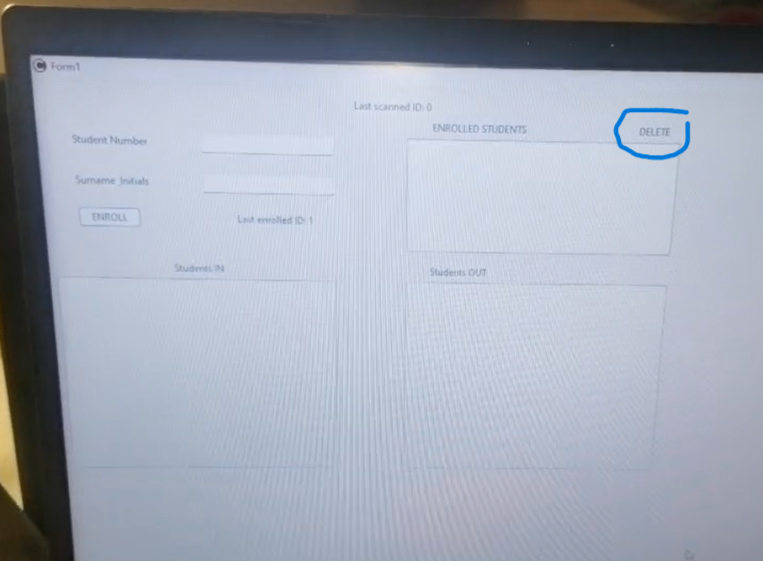 Form1
Last scanned ID: 0
Student Number
ENROLLED STUDENTS
DELETE
Surname_Initials
ENROLL
Last enrolled ID: 1
Students IN
Students OUT